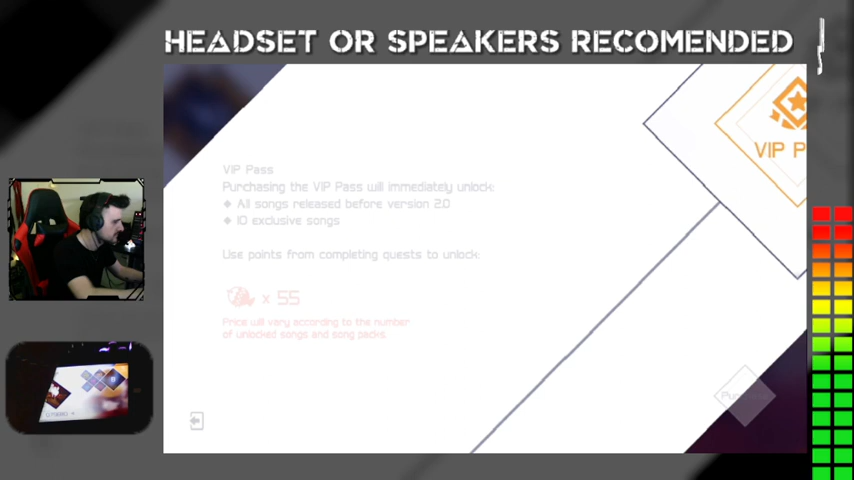 HEADSET OR SPEAKERS RECOMENDED
VIP P
VIP Pass
Purchasing the VIP Pass will immediately unlock:
◆ All songs released before version 2.0
◆ 10 exclusive songs
Use points from completing quests to unlock:
x 55
Price will vary according to the number
of unlocked songs and song packs.